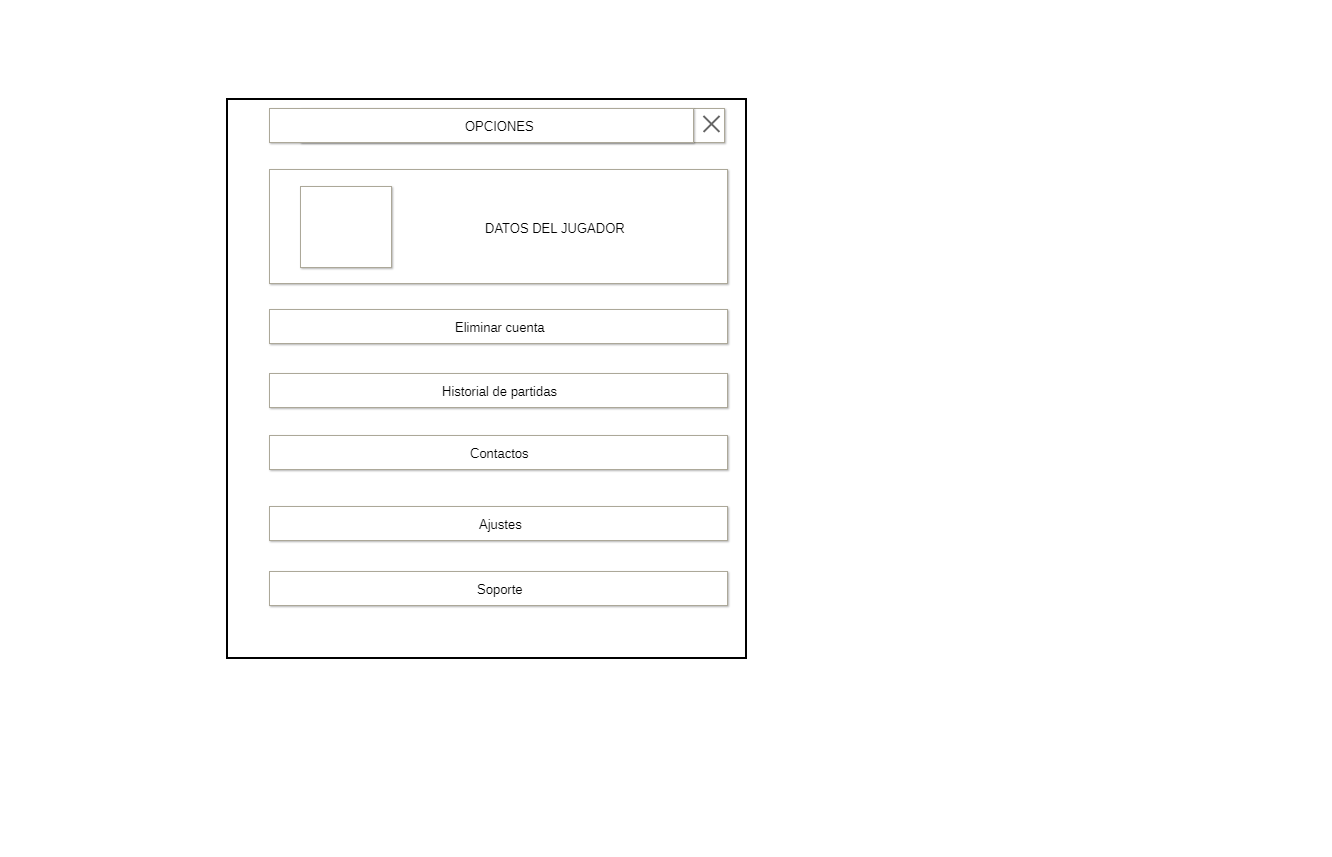 OPCIONES
DATOS DEL JUGADOR
Eliminar cuenta
Historial de partidas
Contactos
Ajustes
Soporte